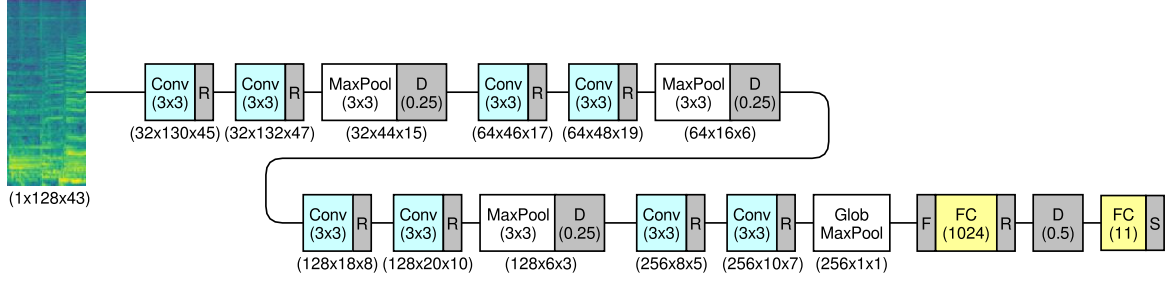 Conv R Conv R MaxPool D Conv R Conv R MaxPool D
(3x3) (3x3) (3x3) (0.25) (3x3) (3x3) (3x3) (0.25)
(32x130x45) (32x132x47) (32x44x15) (64x46x17) (64x48x19) (64x16x6)
(1x128x43)
Conv R Conv R MaxPool D Conv R Conv R Glob F FC R D FC S
(3x3) (3x3) (3x3) (0.25) (3x3) (3x3) MaxPool (1024) (0.5) (11)
(128x18x8) (128x20x10) (128x6x3) (256x8x5) (256x10x7) (256x1x1)